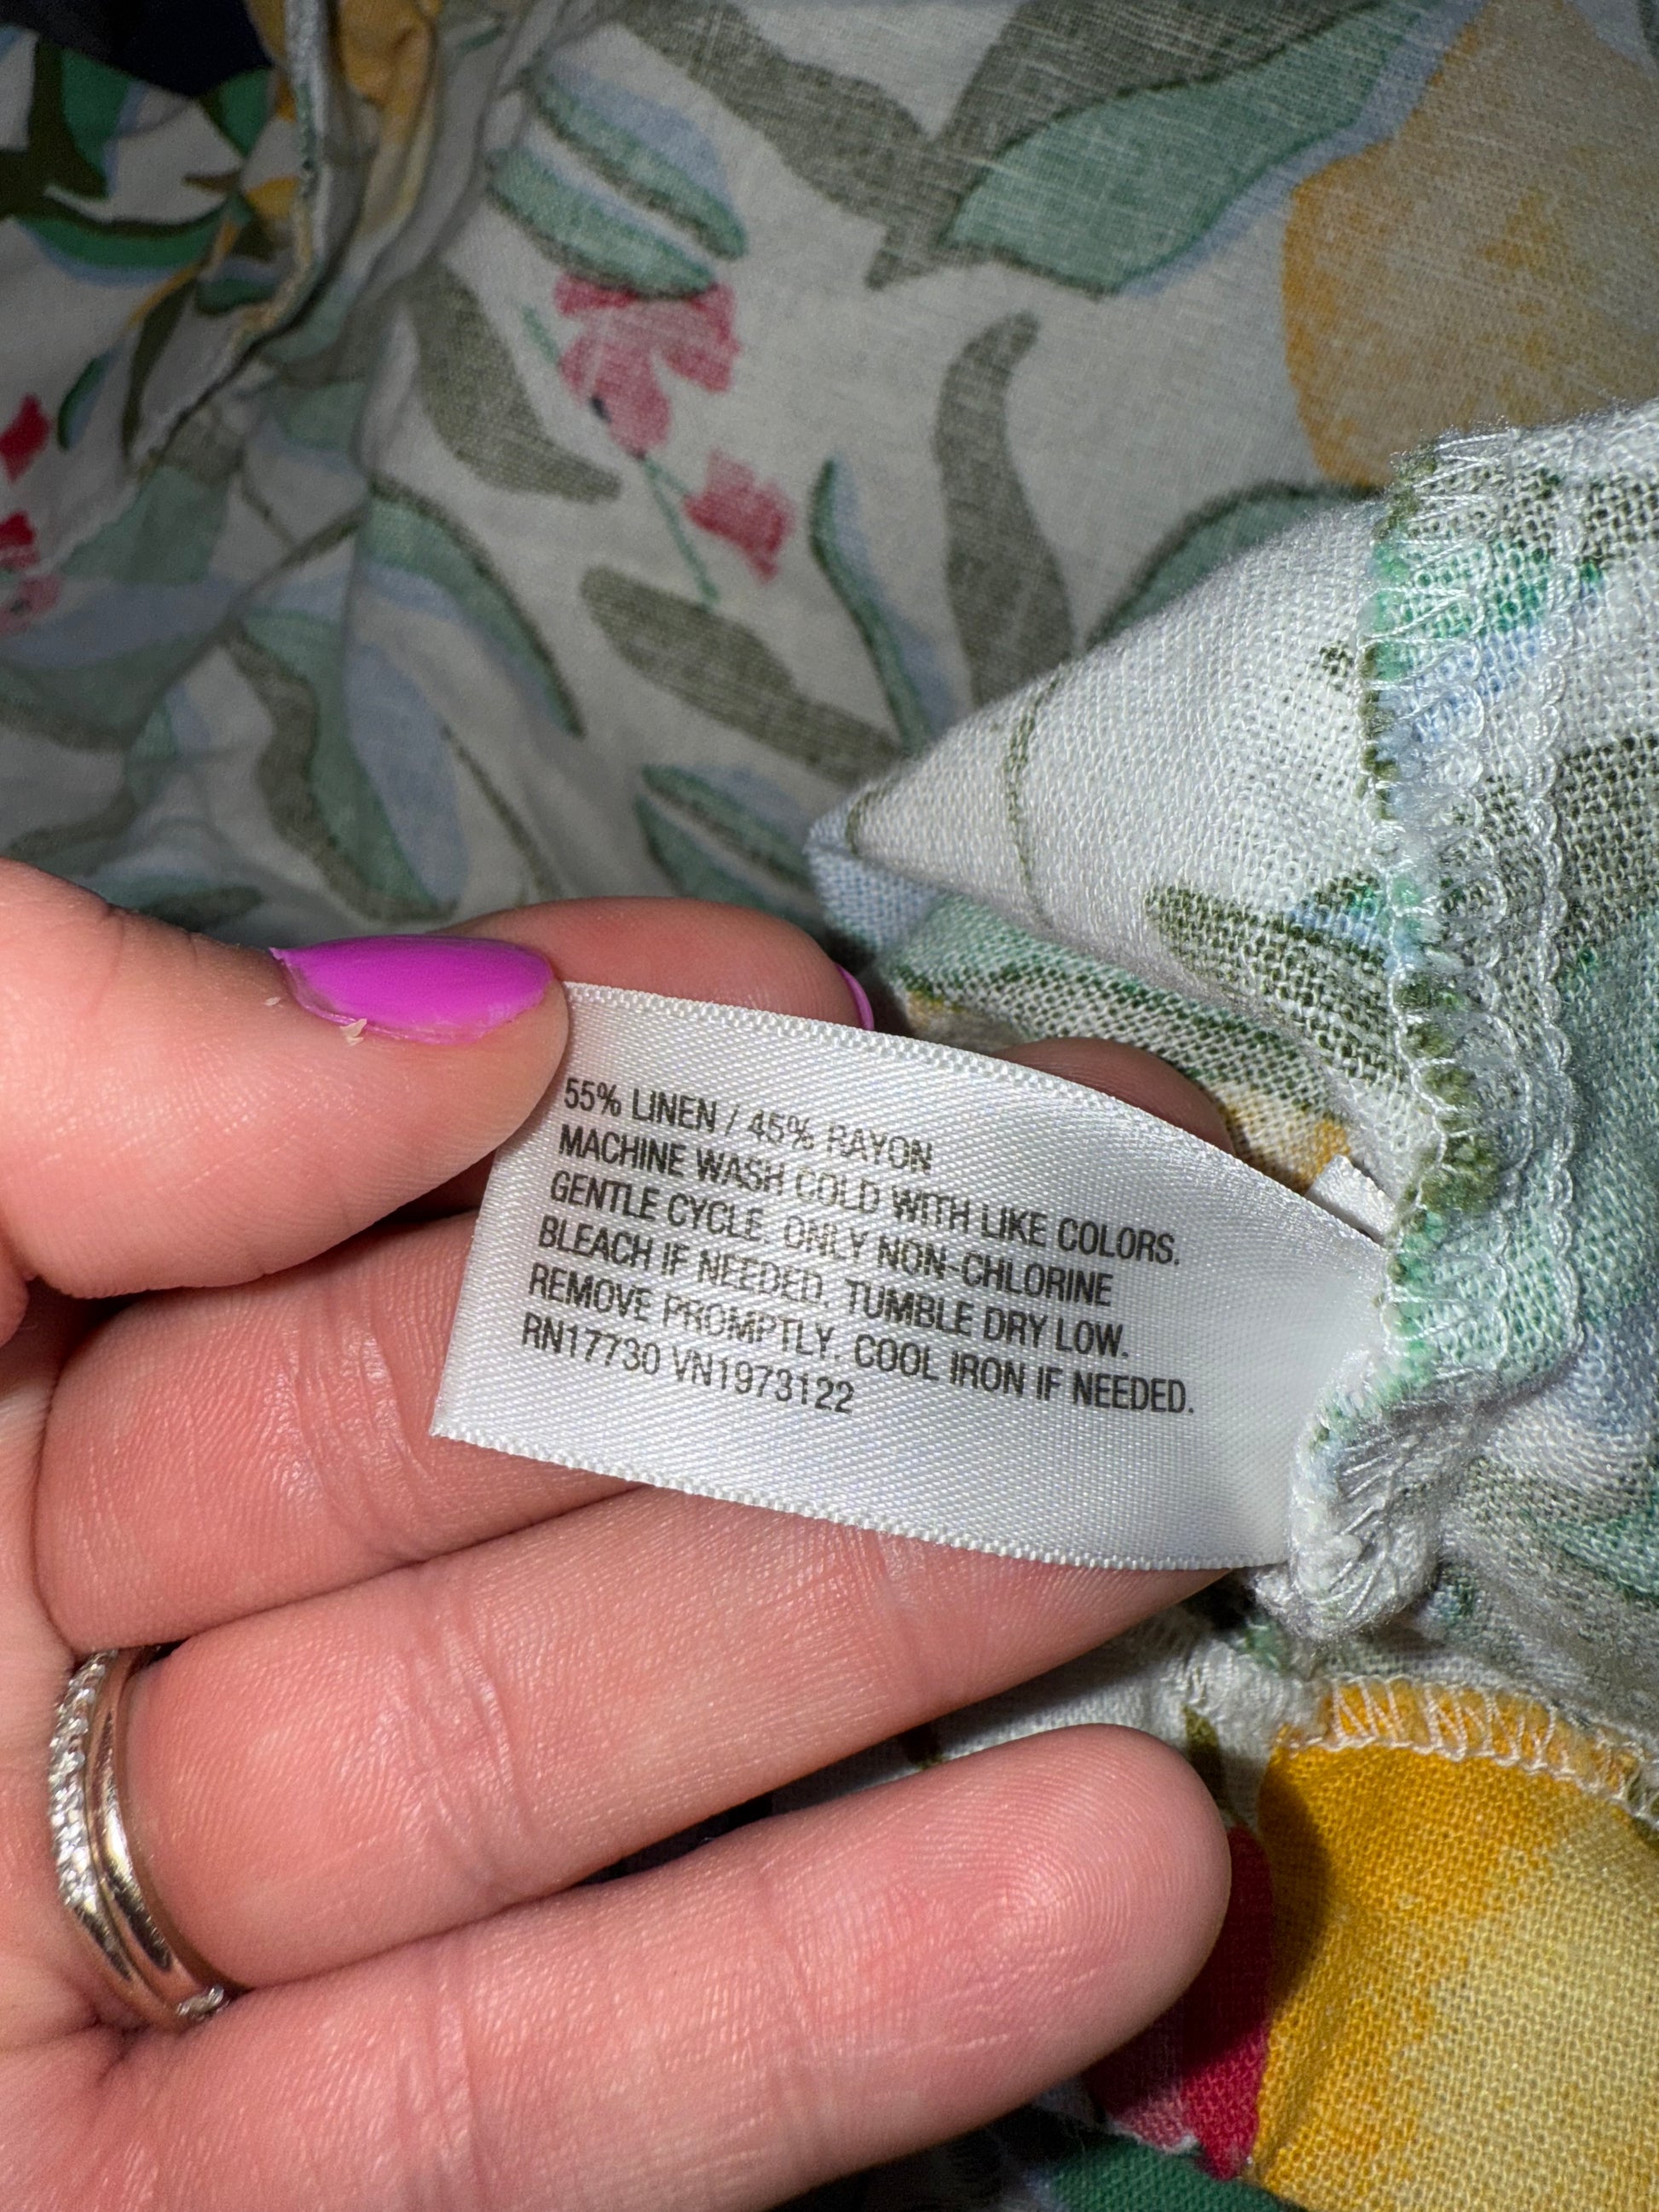 55% LINEN / 45% RAYON
MACHINE WASH COLD WITH LIKE COLORS.
GENTLE CYCLE. ONLY NON-CHLORINE
BLEACH IF NEEDED. TUMBLE DRY LOW.
REMOVE PROMPTLY. COOL IRON IF NEEDED.
RN17730 VN1973122